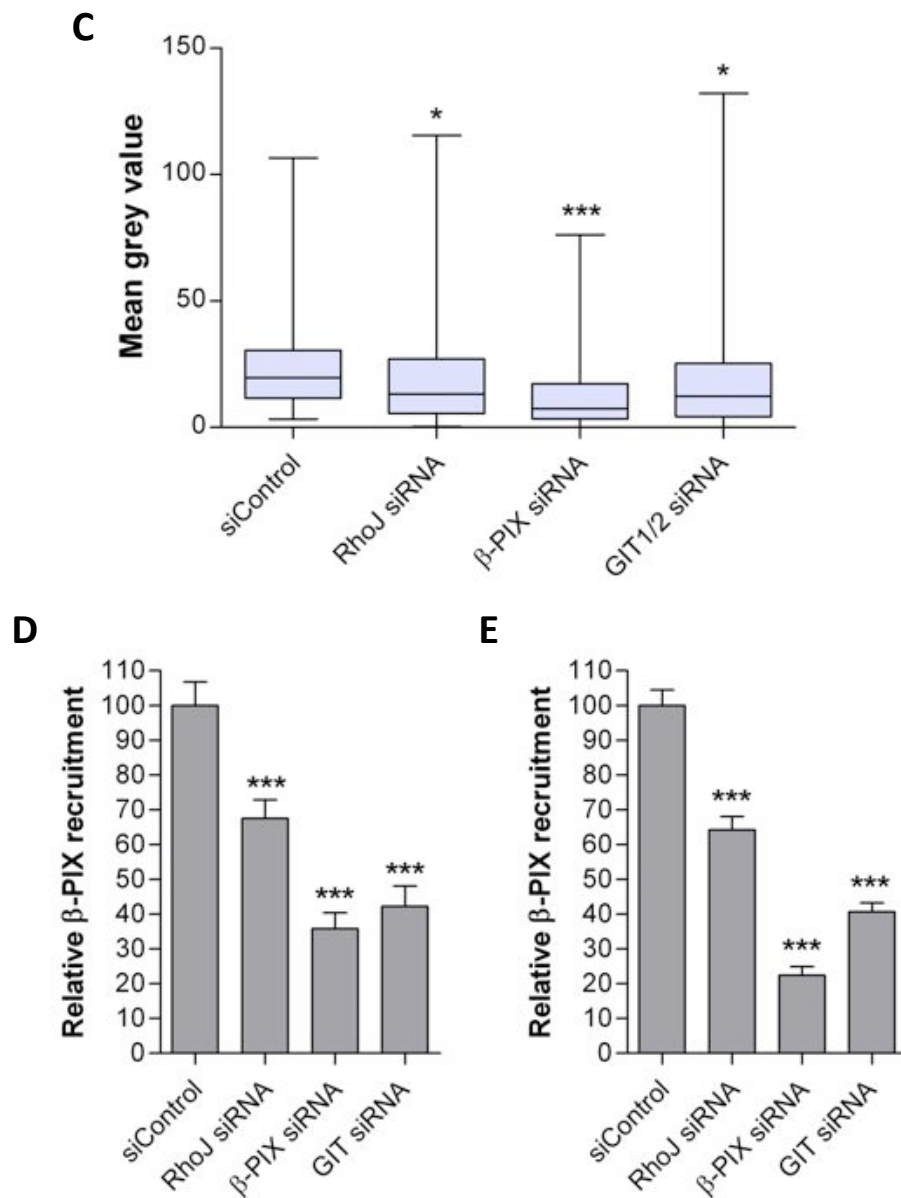 C
Mean grey value
150
100
50
0
*
***
*
siControl
RhoJ siRNA
β-PIX siRNA
GIT1/2 siRNA
D
Relative β-PIX recruitment
110
100
90
80
70
60
50
40
30
20
10
0
***
***
***
siControl
RhoJ siRNA
β-PIX siRNA
GIT siRNA
E
Relative β-PIX recruitment
110
100
90
80
70
60
50
40
30
20
10
0
***
***
***
siControl
RhoJ siRNA
β-PIX siRNA
GIT siRNA